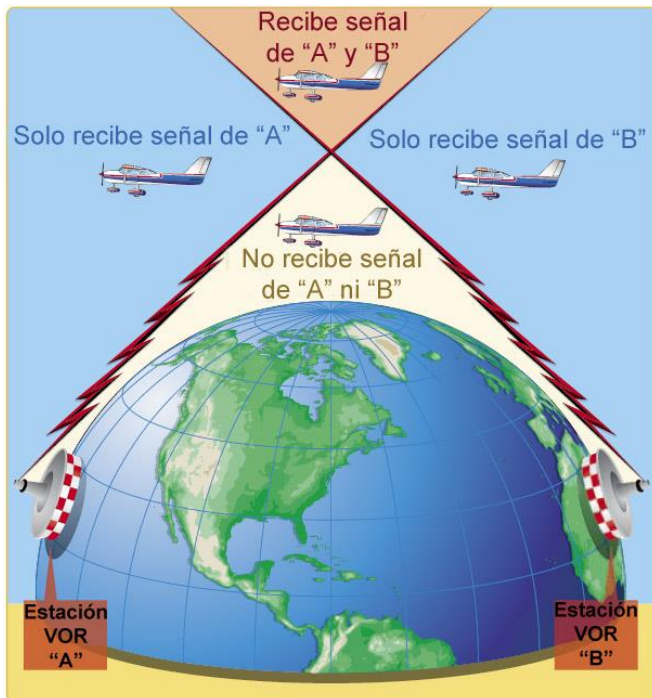 Recibe señal
de “A” y “B”
Solo recibe señal de “A”
Solo recibe señal de “B”
No recibe señal
de “A” ni “B”
Estación
VOR
“A”
Estación
VOR
“B”